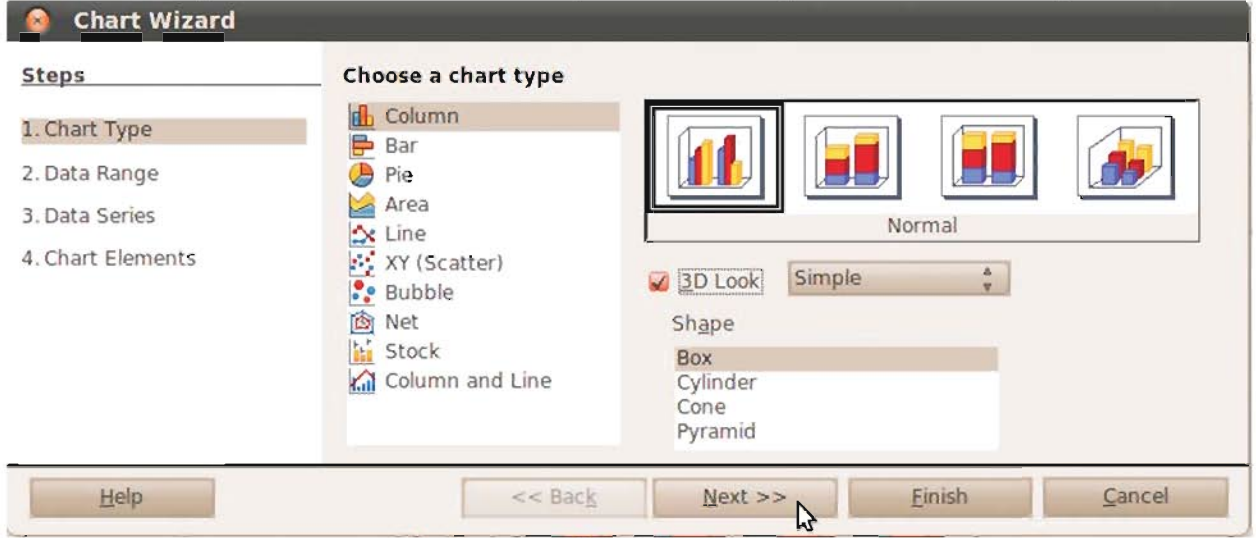 Chart Wizard
Steps
1. Chart Type
2. Data Range
3. Data Series
4. Chart Elements
Choose a chart type
Column
Bar
Pie
Area
Line
XY (Scatter)
Bubble
Net
Stock
Column and Line
Normal
3D Look
Simple
Shape
Box
Cylinder
Cone
Pyramid
Help
<< Back
Next >>
Finish
Cancel